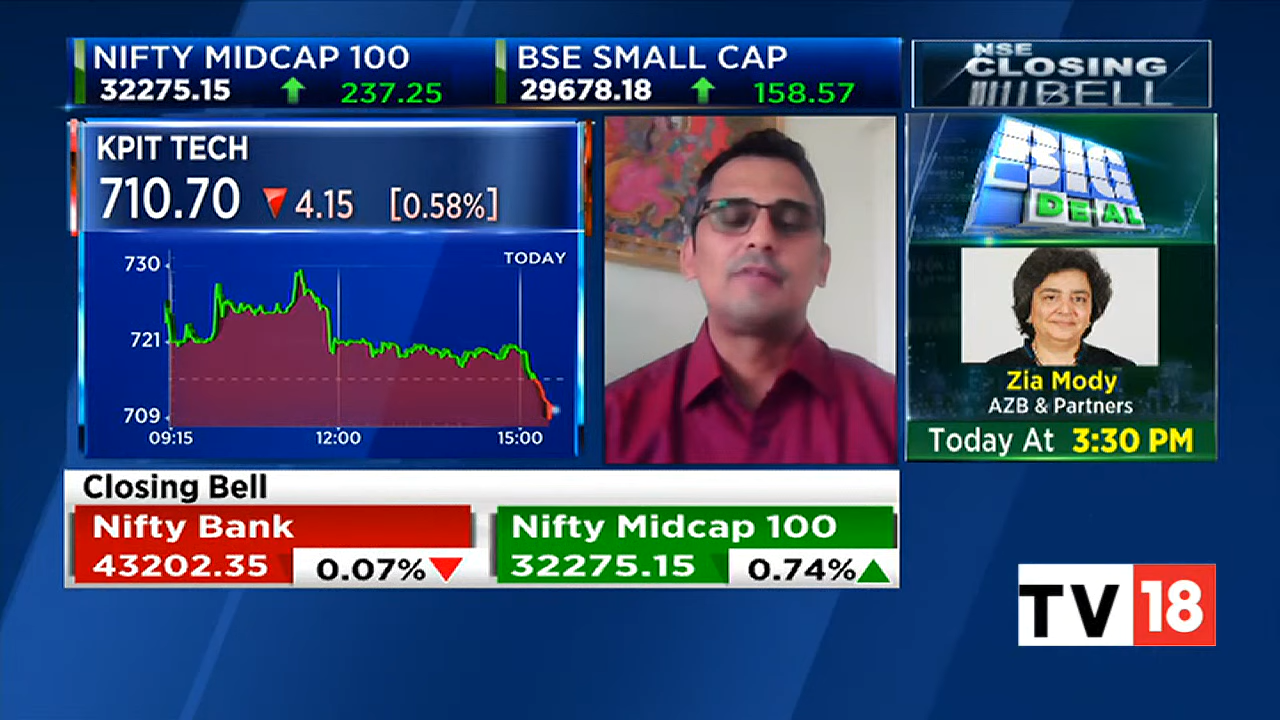 NIFTY MIDCAP 100
32275.15 237.25
BSE SMALL CAP
29678.18 158.57
NSE
CLOSING
BELL
KPIT TECH
710.70 4.15 [0.58%]
TODAY
730
721
709
09:15 12:00 15:00
BIG
DEAL
Zia Mody
AZB & Partners
Today At 3:30 PM
Closing Bell
Nifty Bank
43202.35 0.07%
Nifty Midcap 100
32275.15 0.74%
TV18